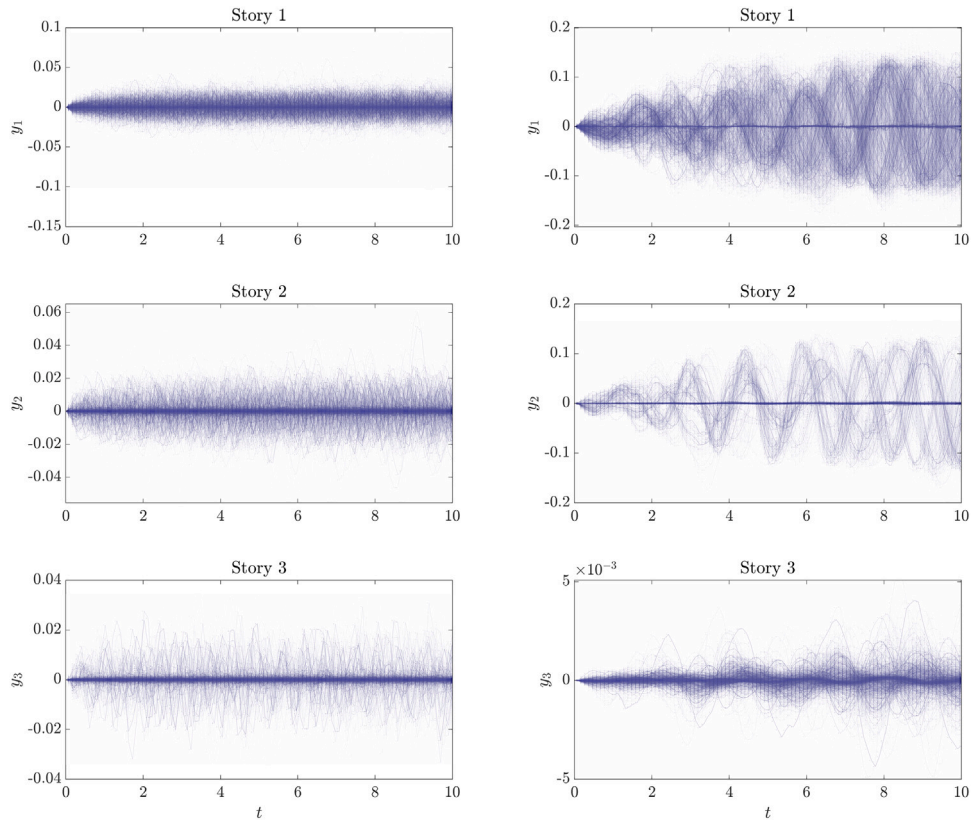 Story 1
0.1
0.05
0
-0.05
-0.1
-0.15
y1
0 2 4 6 8 10
Story 1
0.2
0.1
0
-0.1
-0.2
y1
0 2 4 6 8 10
Story 2
0.06
0.04
0.02
0
-0.02
-0.04
y2
0 2 4 6 8 10
Story 2
0.2
0.1
0
-0.1
-0.2
y2
0 2 4 6 8 10
Story 3
0.04
0.02
0
-0.02
-0.04
y3
0 2 4 6 8 10
t
Story 3
×10⁻³
5
0
-5
y3
0 2 4 6 8 10
t